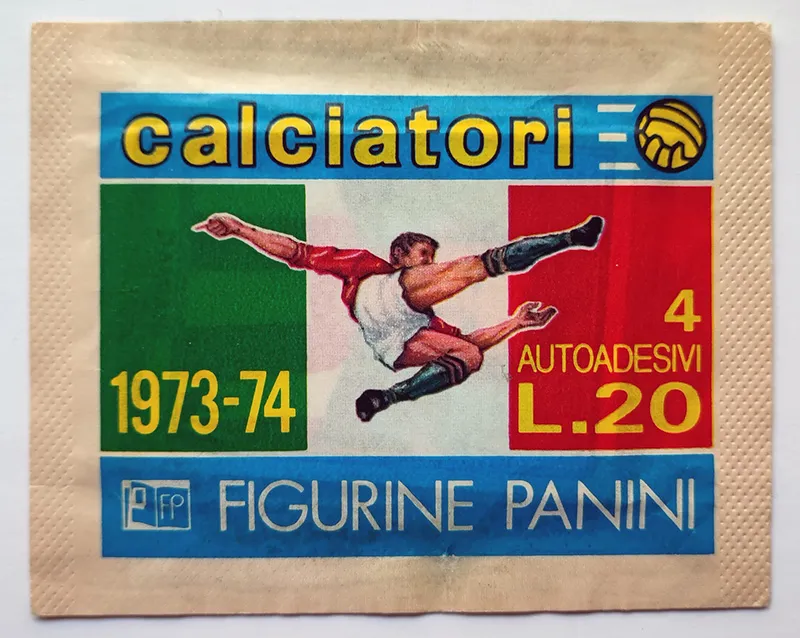 calciatori
1973-74
4
AUTOADESIVI
L.20
FP
FIGURINE PANINI